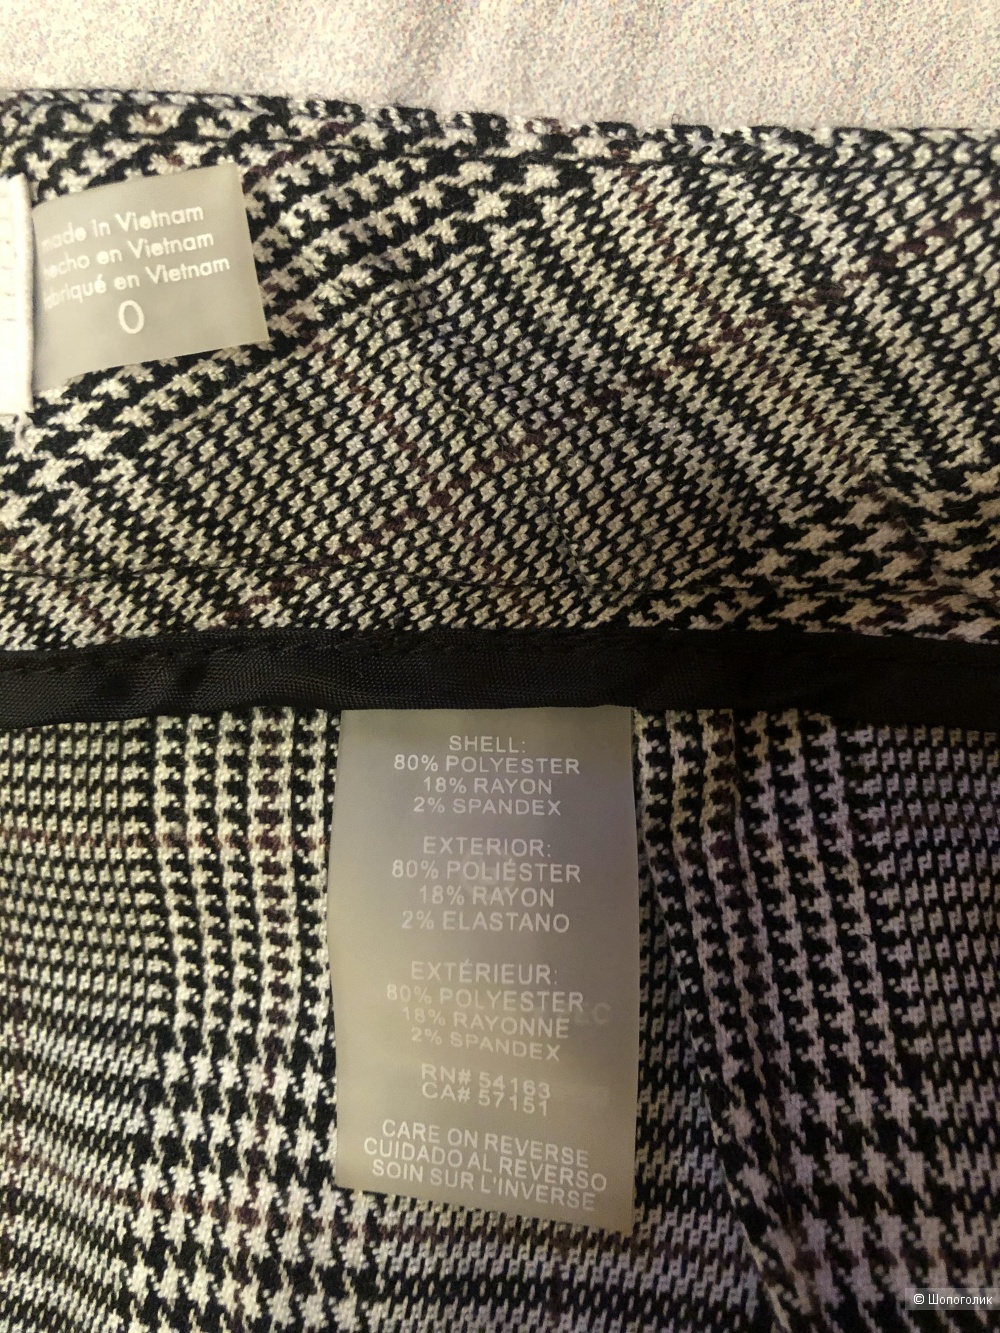 made in Vietnam
hecho en Vietnam
fabriqué en Vietnam
0
SHELL:
80% POLYESTER
18% RAYON
2% SPANDEX
EXTERIOR:
80% POLIÉSTER
18% RAYON
2% ELASTANO
EXTÉRIEUR:
80% POLYESTER
18% RAYONNE
2% SPANDEX
RN# 54163
CA# 57151
CARE ON REVERSE
CUIDADO AL REVERSO
SOIN SUR L'INVERSE
© Шопоголик